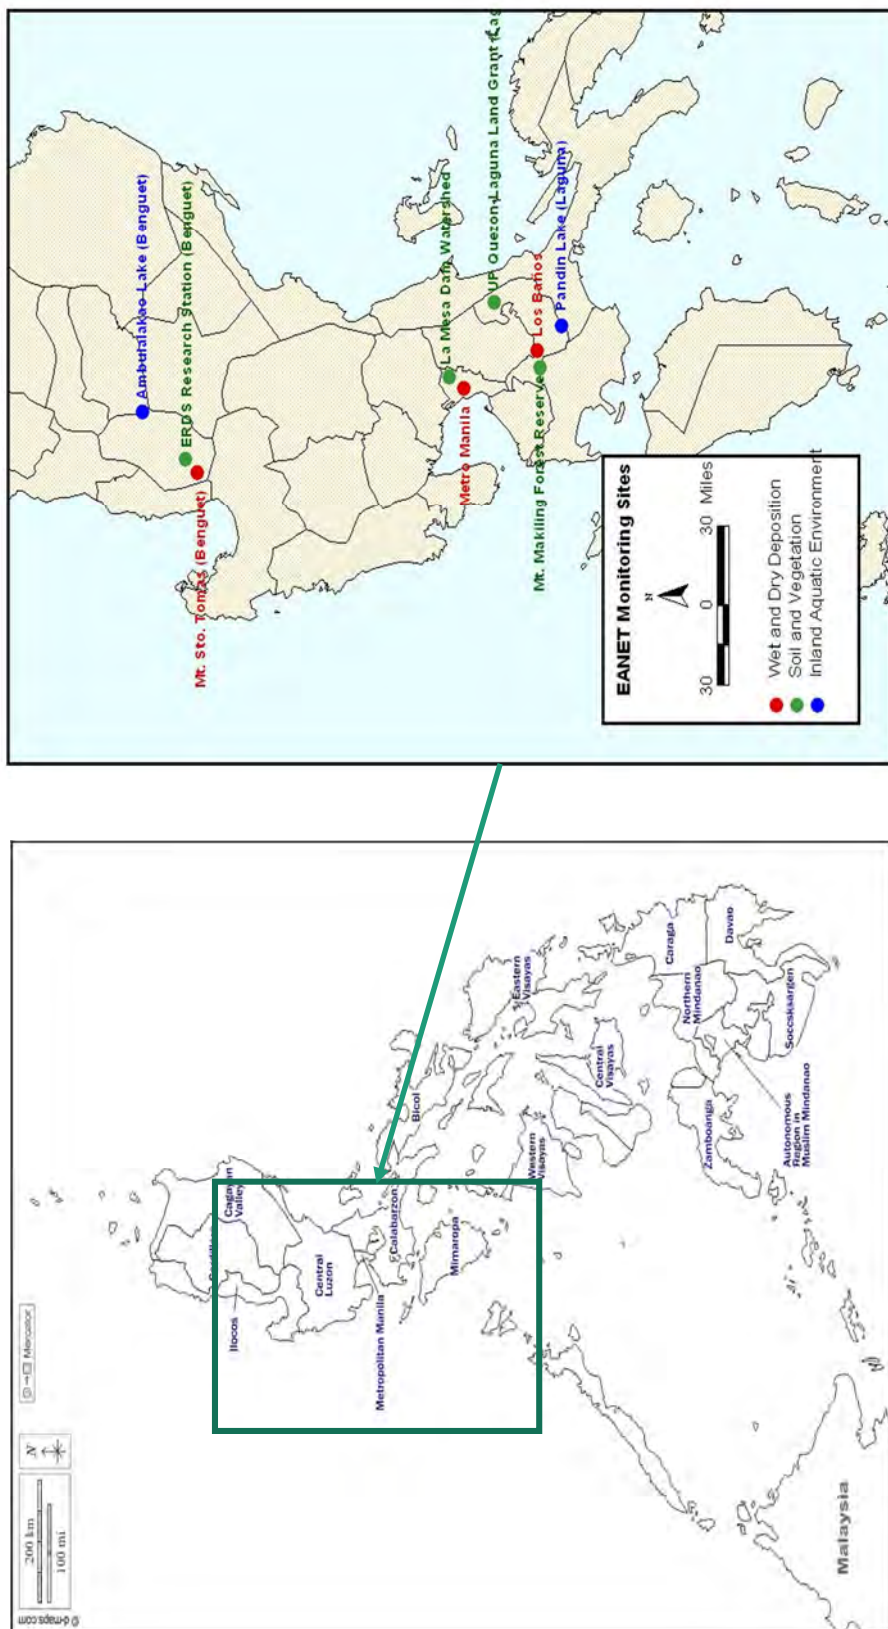 © d-maps.com
200 km
100 mi
N
Mercator
Ilocos
Cagayan
Valley
Central
Luzon
Metropolitan Manila
Calabarzon
Mimaropa
Bicol
Western
Visayas
Eastern
Visayas
Central
Visayas
Zamboanga
Northern
Mindanao
Caraga
Davao
Soccsksargen
Autonomous
Region in
Muslim Mindanao
Malaysia
Ambulalakao Lake (Benguet)
ERDS Research Station (Benguet)
Mt. Sto. Tomas (Benguet)
La Mesa Dam Watershed
Metro Manila
UP Quezon-Laguna Land Grant (Lag
Los Baños
Mt. Makiling Forest Reserve
Pandin Lake (Laguna)
EANET Monitoring Sites
N
30 0 30 Miles
Wet and Dry Deposition
Soil and Vegetation
Inland Aquatic Environment